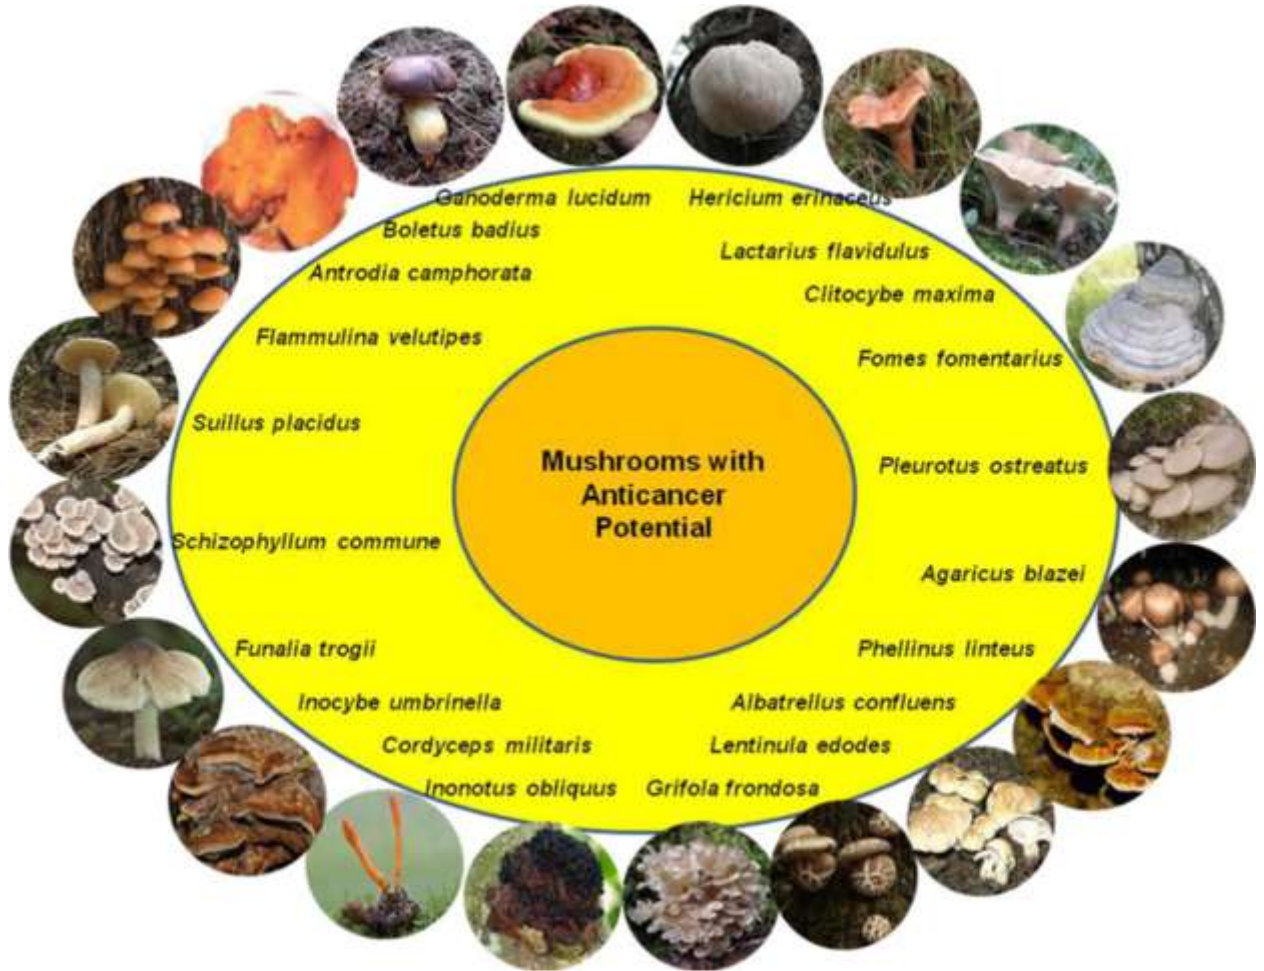 Ganoderma lucidum
Hericium erinaceus
Boletus badius
Lactarius flavidulus
Antrodia camphorata
Clitocybe maxima
Flammulina velutipes
Fomes fomentarius
Suillus placidus
Mushrooms with
Anticancer
Potential
Pleurotus ostreatus
Schizophyllum commune
Agaricus blazei
Funalia trogii
Phellinus linteus
Inocybe umbrinella
Albatrellus confluens
Cordyceps militaris
Lentinula edodes
Inonotus obliquus
Grifola frondosa